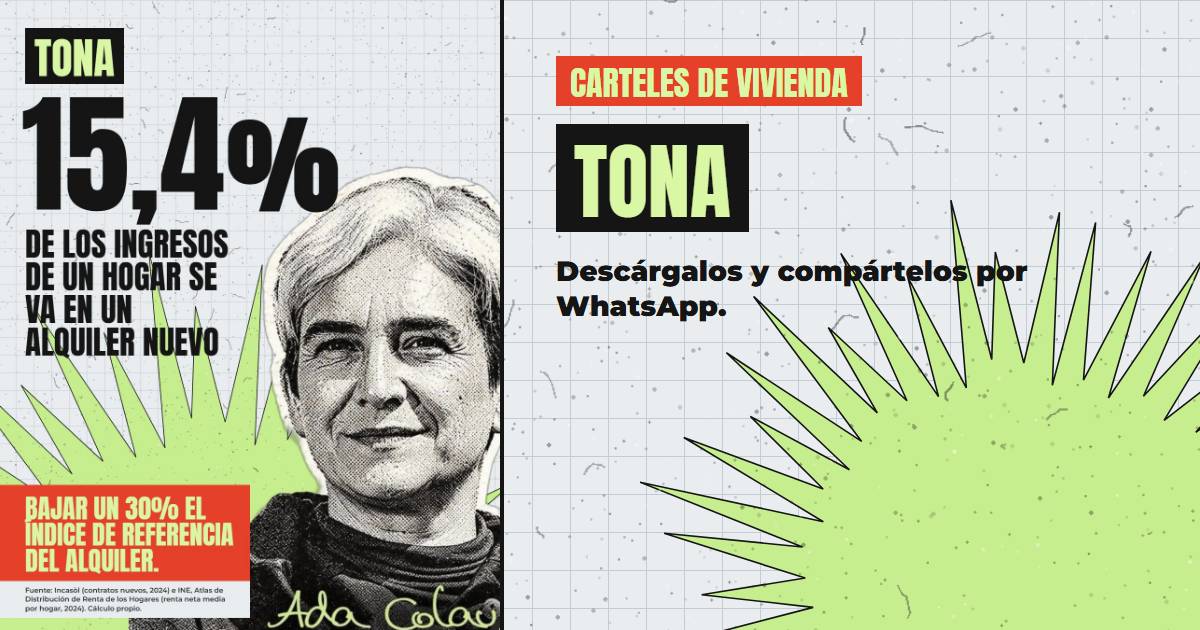 TONA
15,4%
DE LOS INGRESOS
DE UN HOGAR SE
VA EN UN
ALQUILER NUEVO
BAJAR UN 30% EL
ÍNDICE DE REFERENCIA
DEL ALQUILER.
Fuente: Incasòl (contratos nuevos, 2024) e INE, Atlas de
Distribución de Renta de los Hogares (renta neta media
por hogar, 2024). Cálculo propio.
Ada Colau
CARTELES DE VIVIENDA
TONA
Descárgalos y compártelos por
WhatsApp.